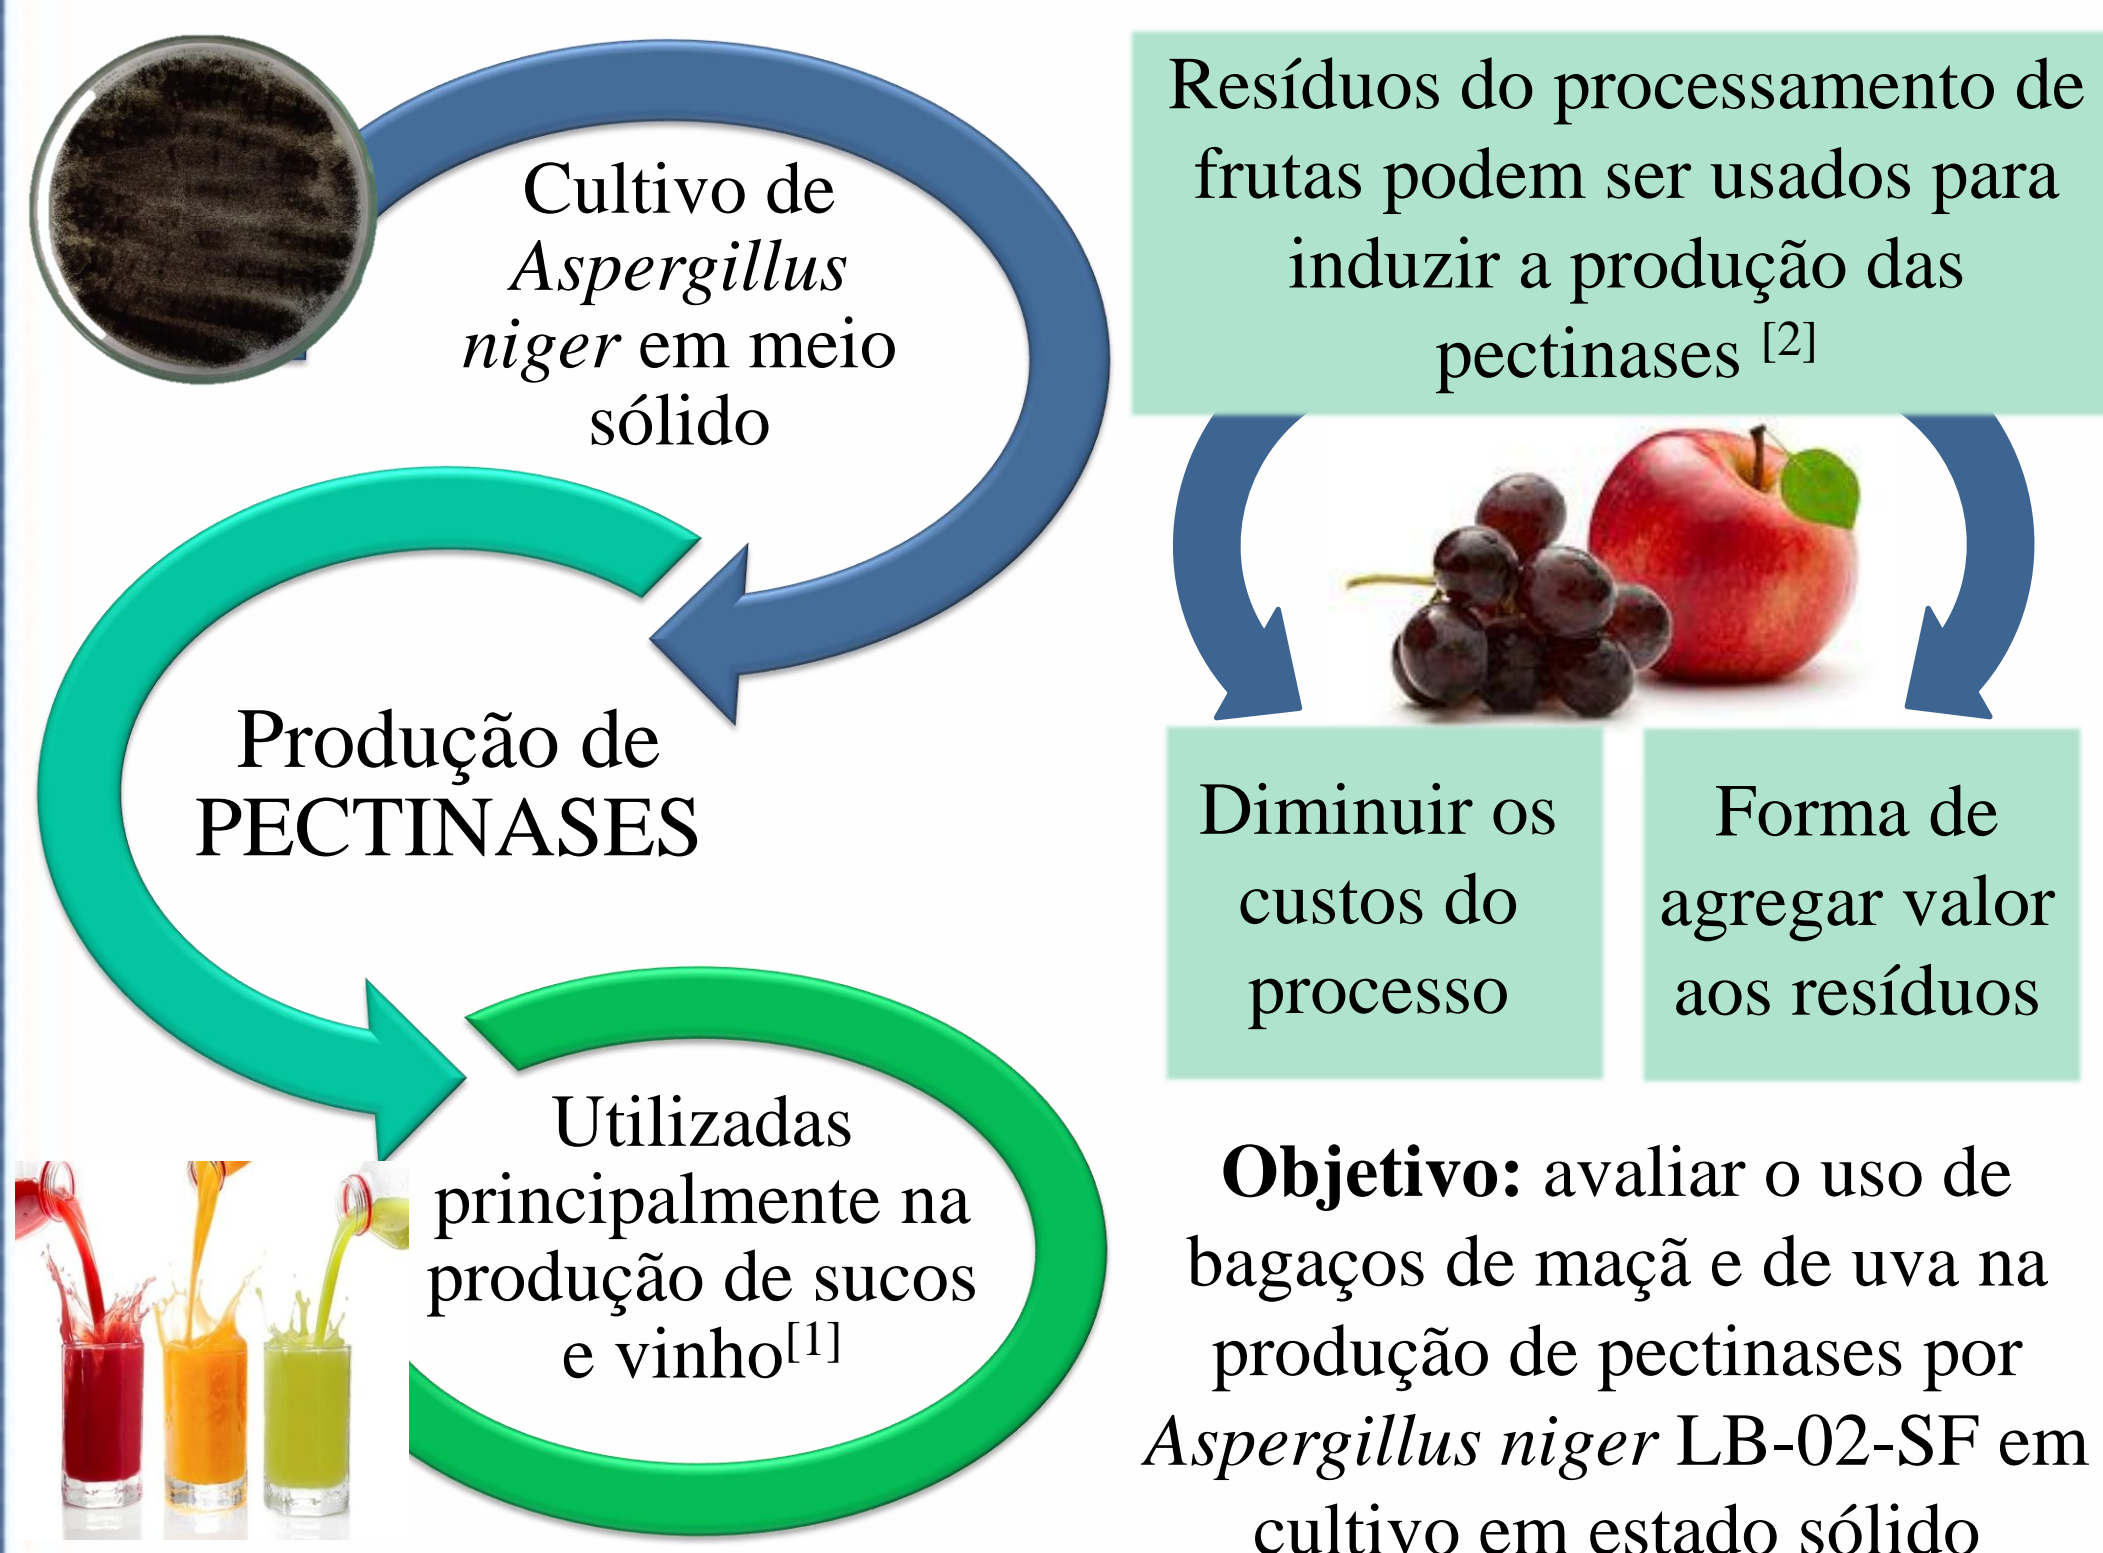 Cultivo de
Aspergillus
niger em meio
sólido
Produção de
PECTINASES
Utilizadas
principalmente na
produção de sucos
e vinho[1]
Resíduos do processamento de
frutas podem ser usados para
induzir a produção das
pectinases [2]
Diminuir os
custos do
processo
Forma de
agregar valor
aos resíduos
Objetivo: avaliar o uso de
bagaços de maçã e de uva na
produção de pectinases por
Aspergillus niger LB-02-SF em
cultivo em estado sólido